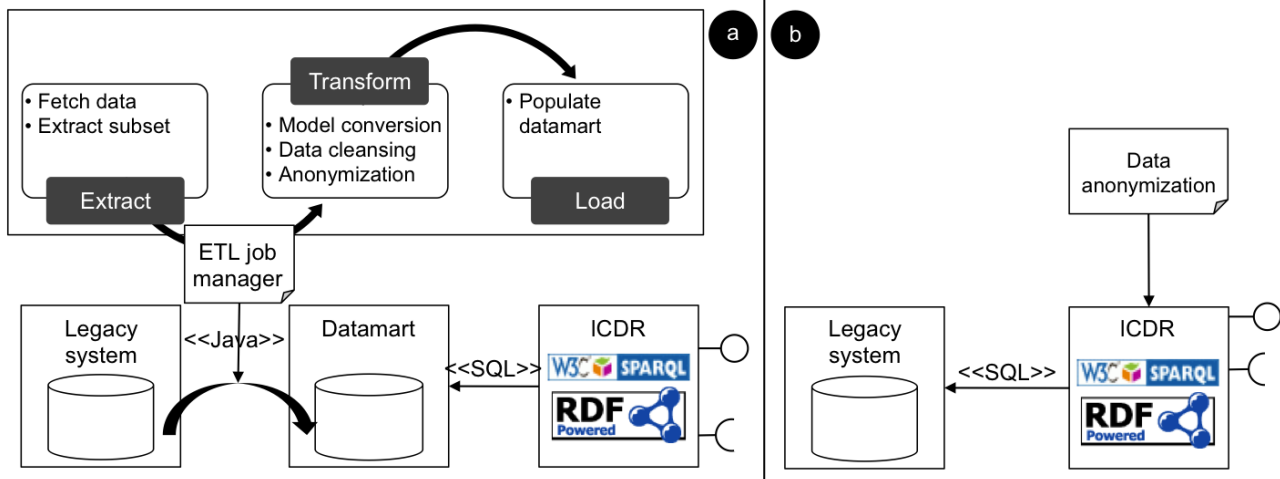 a
b
• Fetch data
• Extract subset
Extract
Transform
• Model conversion
• Data cleansing
• Anonymization
• Populate
datamart
Load
ETL job
manager
Legacy
system
<<Java>>
Datamart
<<SQL>>
ICDR
W3C SPARQL
RDF
Powered
Data
anonymization
Legacy
system
<<SQL>>
ICDR
W3C SPARQL
RDF
Powered